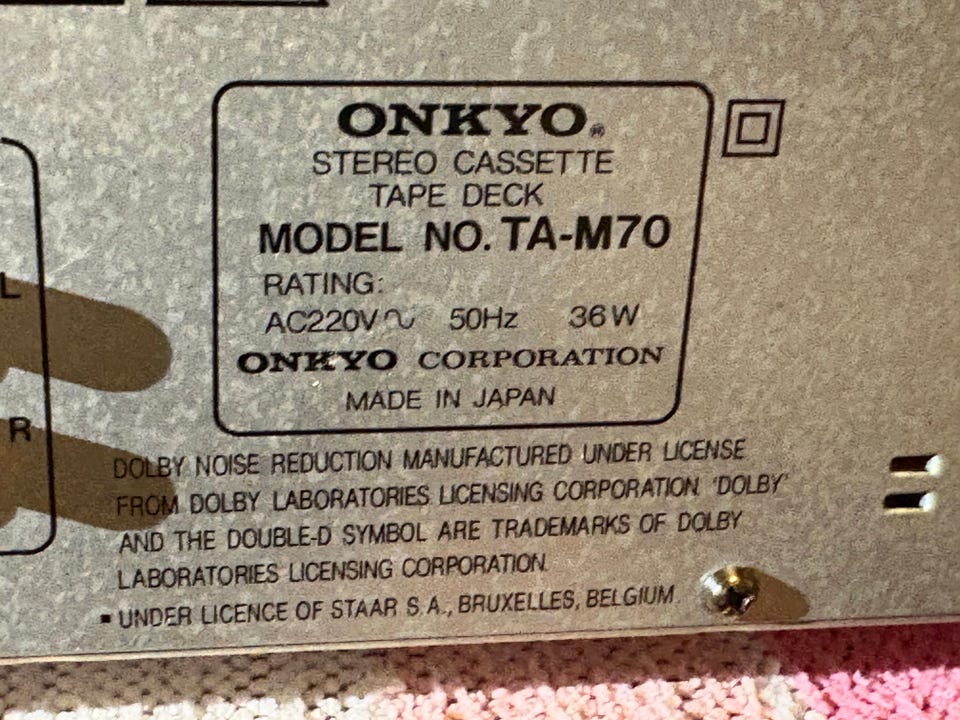 ONKYO®
STEREO CASSETTE
TAPE DECK
MODEL NO. TA-M70
RATING:
AC220V∿ 50Hz 36W
ONKYO CORPORATION
MADE IN JAPAN
L
R
DOLBY NOISE REDUCTION MANUFACTURED UNDER LICENSE
FROM DOLBY LABORATORIES LICENSING CORPORATION. 'DOLBY'
AND THE DOUBLE-D SYMBOL ARE TRADEMARKS OF DOLBY
LABORATORIES LICENSING CORPORATION.
▪ UNDER LICENCE OF STAAR S.A., BRUXELLES, BELGIUM.